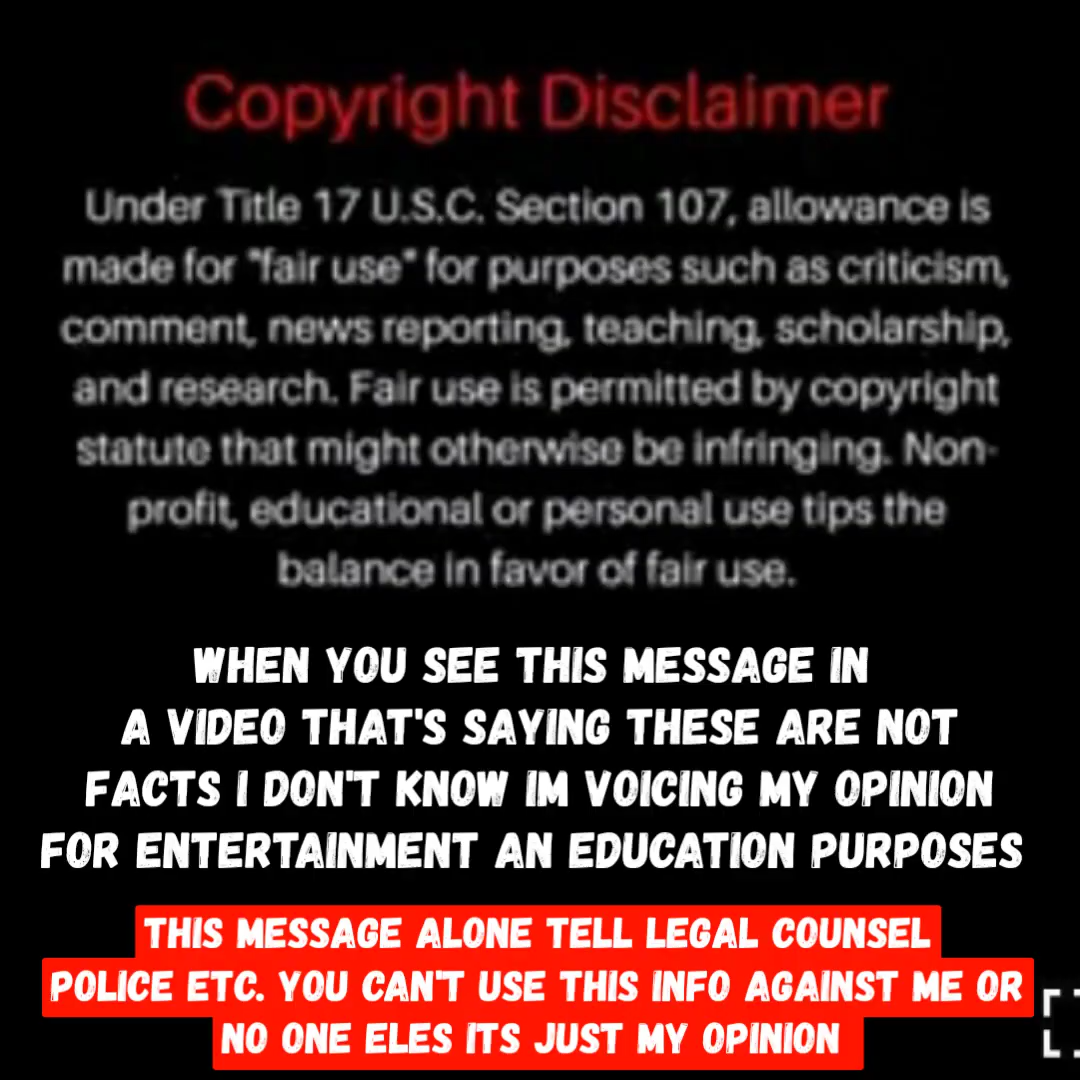 Copyright Disclaimer
Under Title 17 U.S.C. Section 107, allowance is
made for "fair use" for purposes such as criticism,
comment, news reporting, teaching, scholarship,
and research. Fair use is permitted by copyright
statute that might otherwise be infringing. Non-
profit, educational or personal use tips the
balance in favor of fair use.
WHEN YOU SEE THIS MESSAGE IN
A VIDEO THAT'S SAYING THESE ARE NOT
FACTS I DON'T KNOW IM VOICING MY OPINION
FOR ENTERTAINMENT AN EDUCATION PURPOSES
THIS MESSAGE ALONE TELL LEGAL COUNSEL
POLICE ETC. YOU CAN'T USE THIS INFO AGAINST ME OR
NO ONE ELES ITS JUST MY OPINION